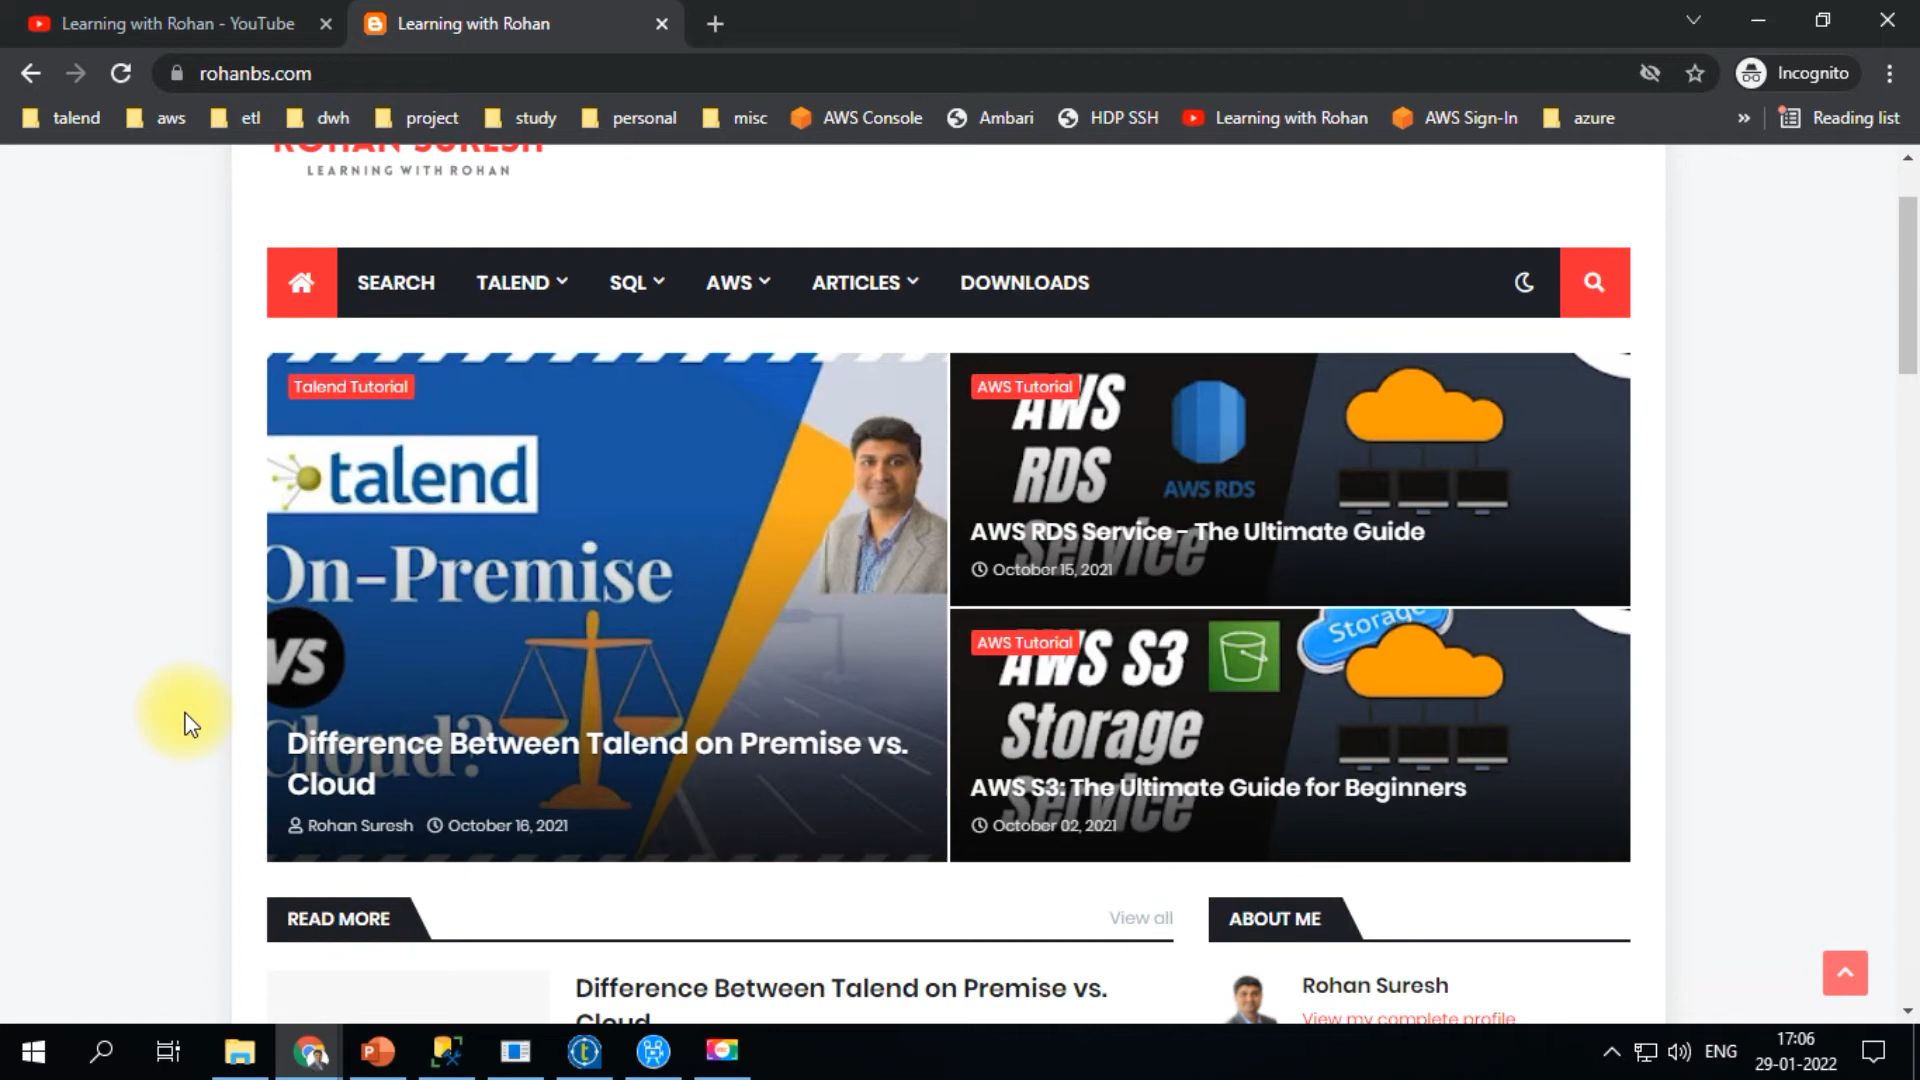 Learning with Rohan - YouTube
Learning with Rohan
rohanbs.com
Incognito
talend
aws
etl
dwh
project
study
personal
misc
AWS Console
Ambari
HDP SSH
Learning with Rohan
AWS Sign-In
azure
»
Reading list
ROHAN SURESH
LEARNING WITH ROHAN
SEARCH
TALEND
SQL
AWS
ARTICLES
DOWNLOADS
Talend Tutorial
talend
On-Premise
VS
Cloud?
Difference Between Talend on Premise vs.
Cloud
Rohan Suresh
October 16, 2021
AWS Tutorial
AWS
RDS
Service
AWS RDS
AWS RDS Service - The Ultimate Guide
October 15, 2021
AWS Tutorial
AWS S3
Storage
Service
Storage
AWS S3: The Ultimate Guide for Beginners
October 02, 2021
READ MORE
View all
ABOUT ME
Difference Between Talend on Premise vs.
Cloud
Rohan Suresh
View my complete profile
ENG
17:06
29-01-2022